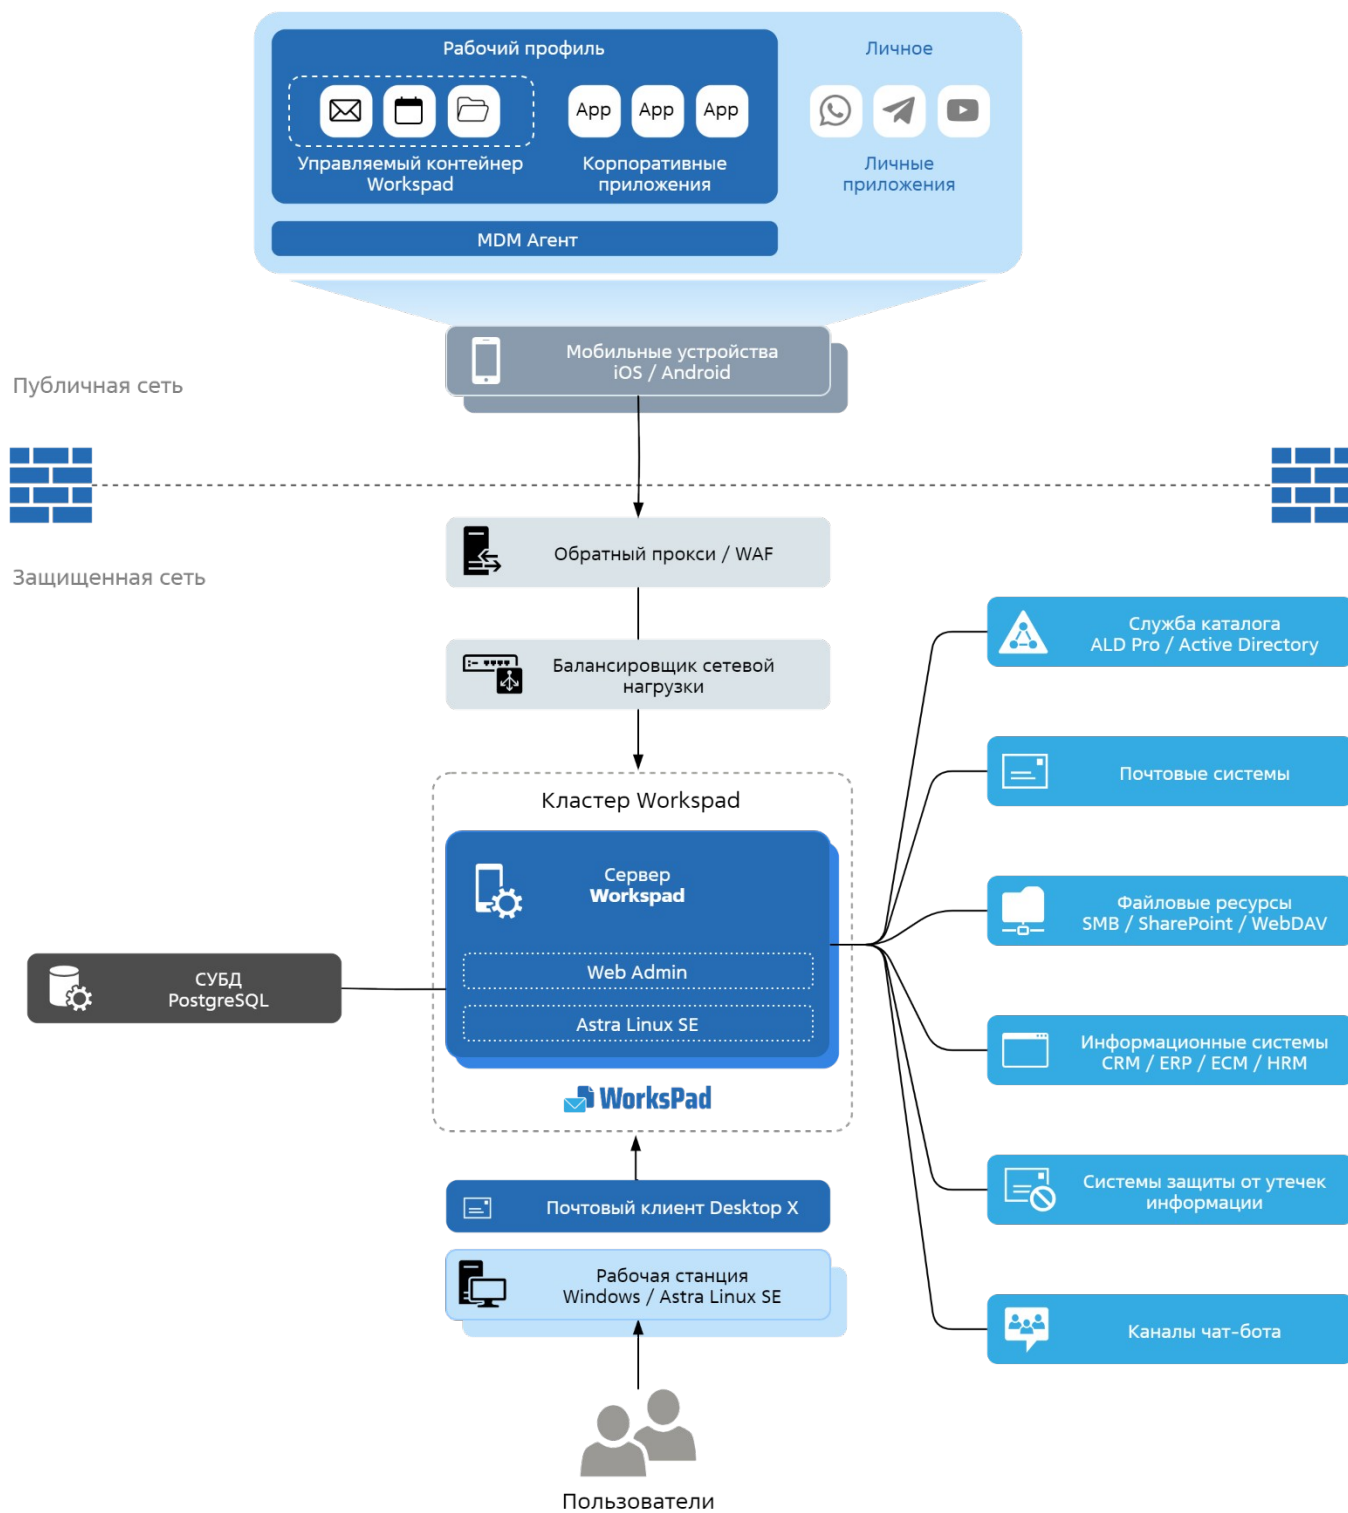 Рабочий профиль
Личное
App
App
App
Управляемый контейнер
Workspad
Корпоративные
приложения
Личные
приложения
MDM Агент
Мобильные устройства
iOS / Android
Публичная сеть
Обратный прокси / WAF
Защищенная сеть
Балансировщик сетевой
нагрузки
Служба каталога
ALD Pro / Active Directory
Почтовые системы
Кластер Workspad
Сервер
Workspad
Файловые ресурсы
SMB / SharePoint / WebDAV
Web Admin
СУБД
PostgreSQL
Astra Linux SE
Информационные системы
CRM / ERP / ECM / HRM
WorksPad
Системы защиты от утечек
информации
Почтовый клиент Desktop X
Рабочая станция
Windows / Astra Linux SE
Каналы чат-бота
Пользователи